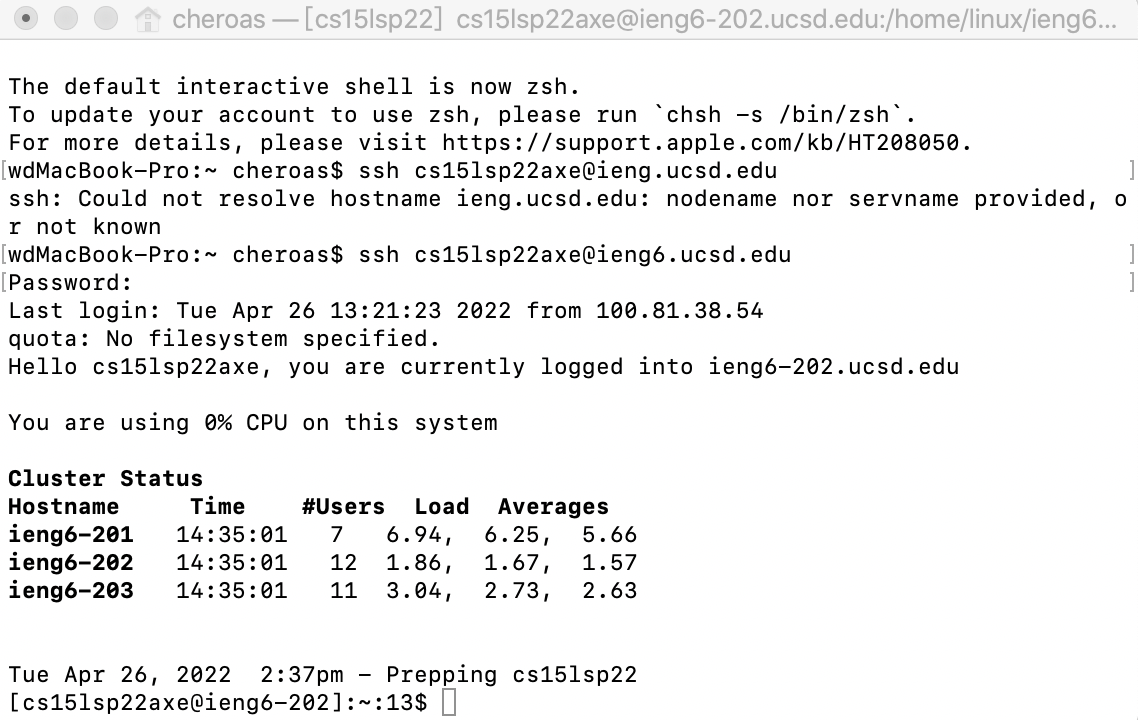 cheroas — [cs15lsp22] cs15lsp22axe@ieng6-202.ucsd.edu:/home/linux/ieng6...
The default interactive shell is now zsh.
To update your account to use zsh, please run `chsh -s /bin/zsh`.
For more details, please visit https://support.apple.com/kb/HT208050.
[wdMacBook-Pro:~ cheroas$ ssh cs15lsp22axe@ieng.ucsd.edu ]
ssh: Could not resolve hostname ieng.ucsd.edu: nodename nor servname provided, o
r not known
[wdMacBook-Pro:~ cheroas$ ssh cs15lsp22axe@ieng6.ucsd.edu ]
[Password: ]
Last login: Tue Apr 26 13:21:23 2022 from 100.81.38.54
quota: No filesystem specified.
Hello cs15lsp22axe, you are currently logged into ieng6-202.ucsd.edu
You are using 0% CPU on this system
Cluster Status
Hostname Time #Users Load Averages
ieng6-201 14:35:01 7 6.94, 6.25, 5.66
ieng6-202 14:35:01 12 1.86, 1.67, 1.57
ieng6-203 14:35:01 11 3.04, 2.73, 2.63
Tue Apr 26, 2022 2:37pm - Prepping cs15lsp22
[cs15lsp22axe@ieng6-202]:~:13$